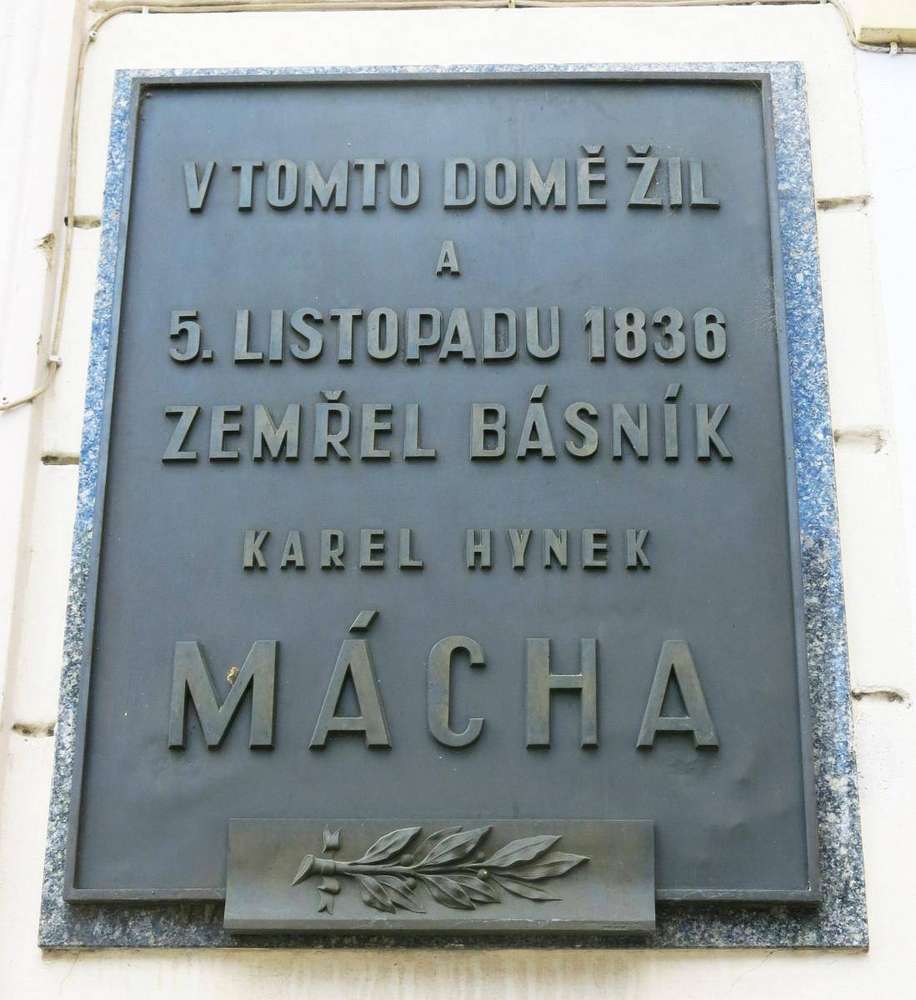 V TOMTO DOMĚ ŽIL
A
5. LISTOPADU 1836
ZEMŘEL BÁSNÍK
KAREL HYNEK
MÁCHA